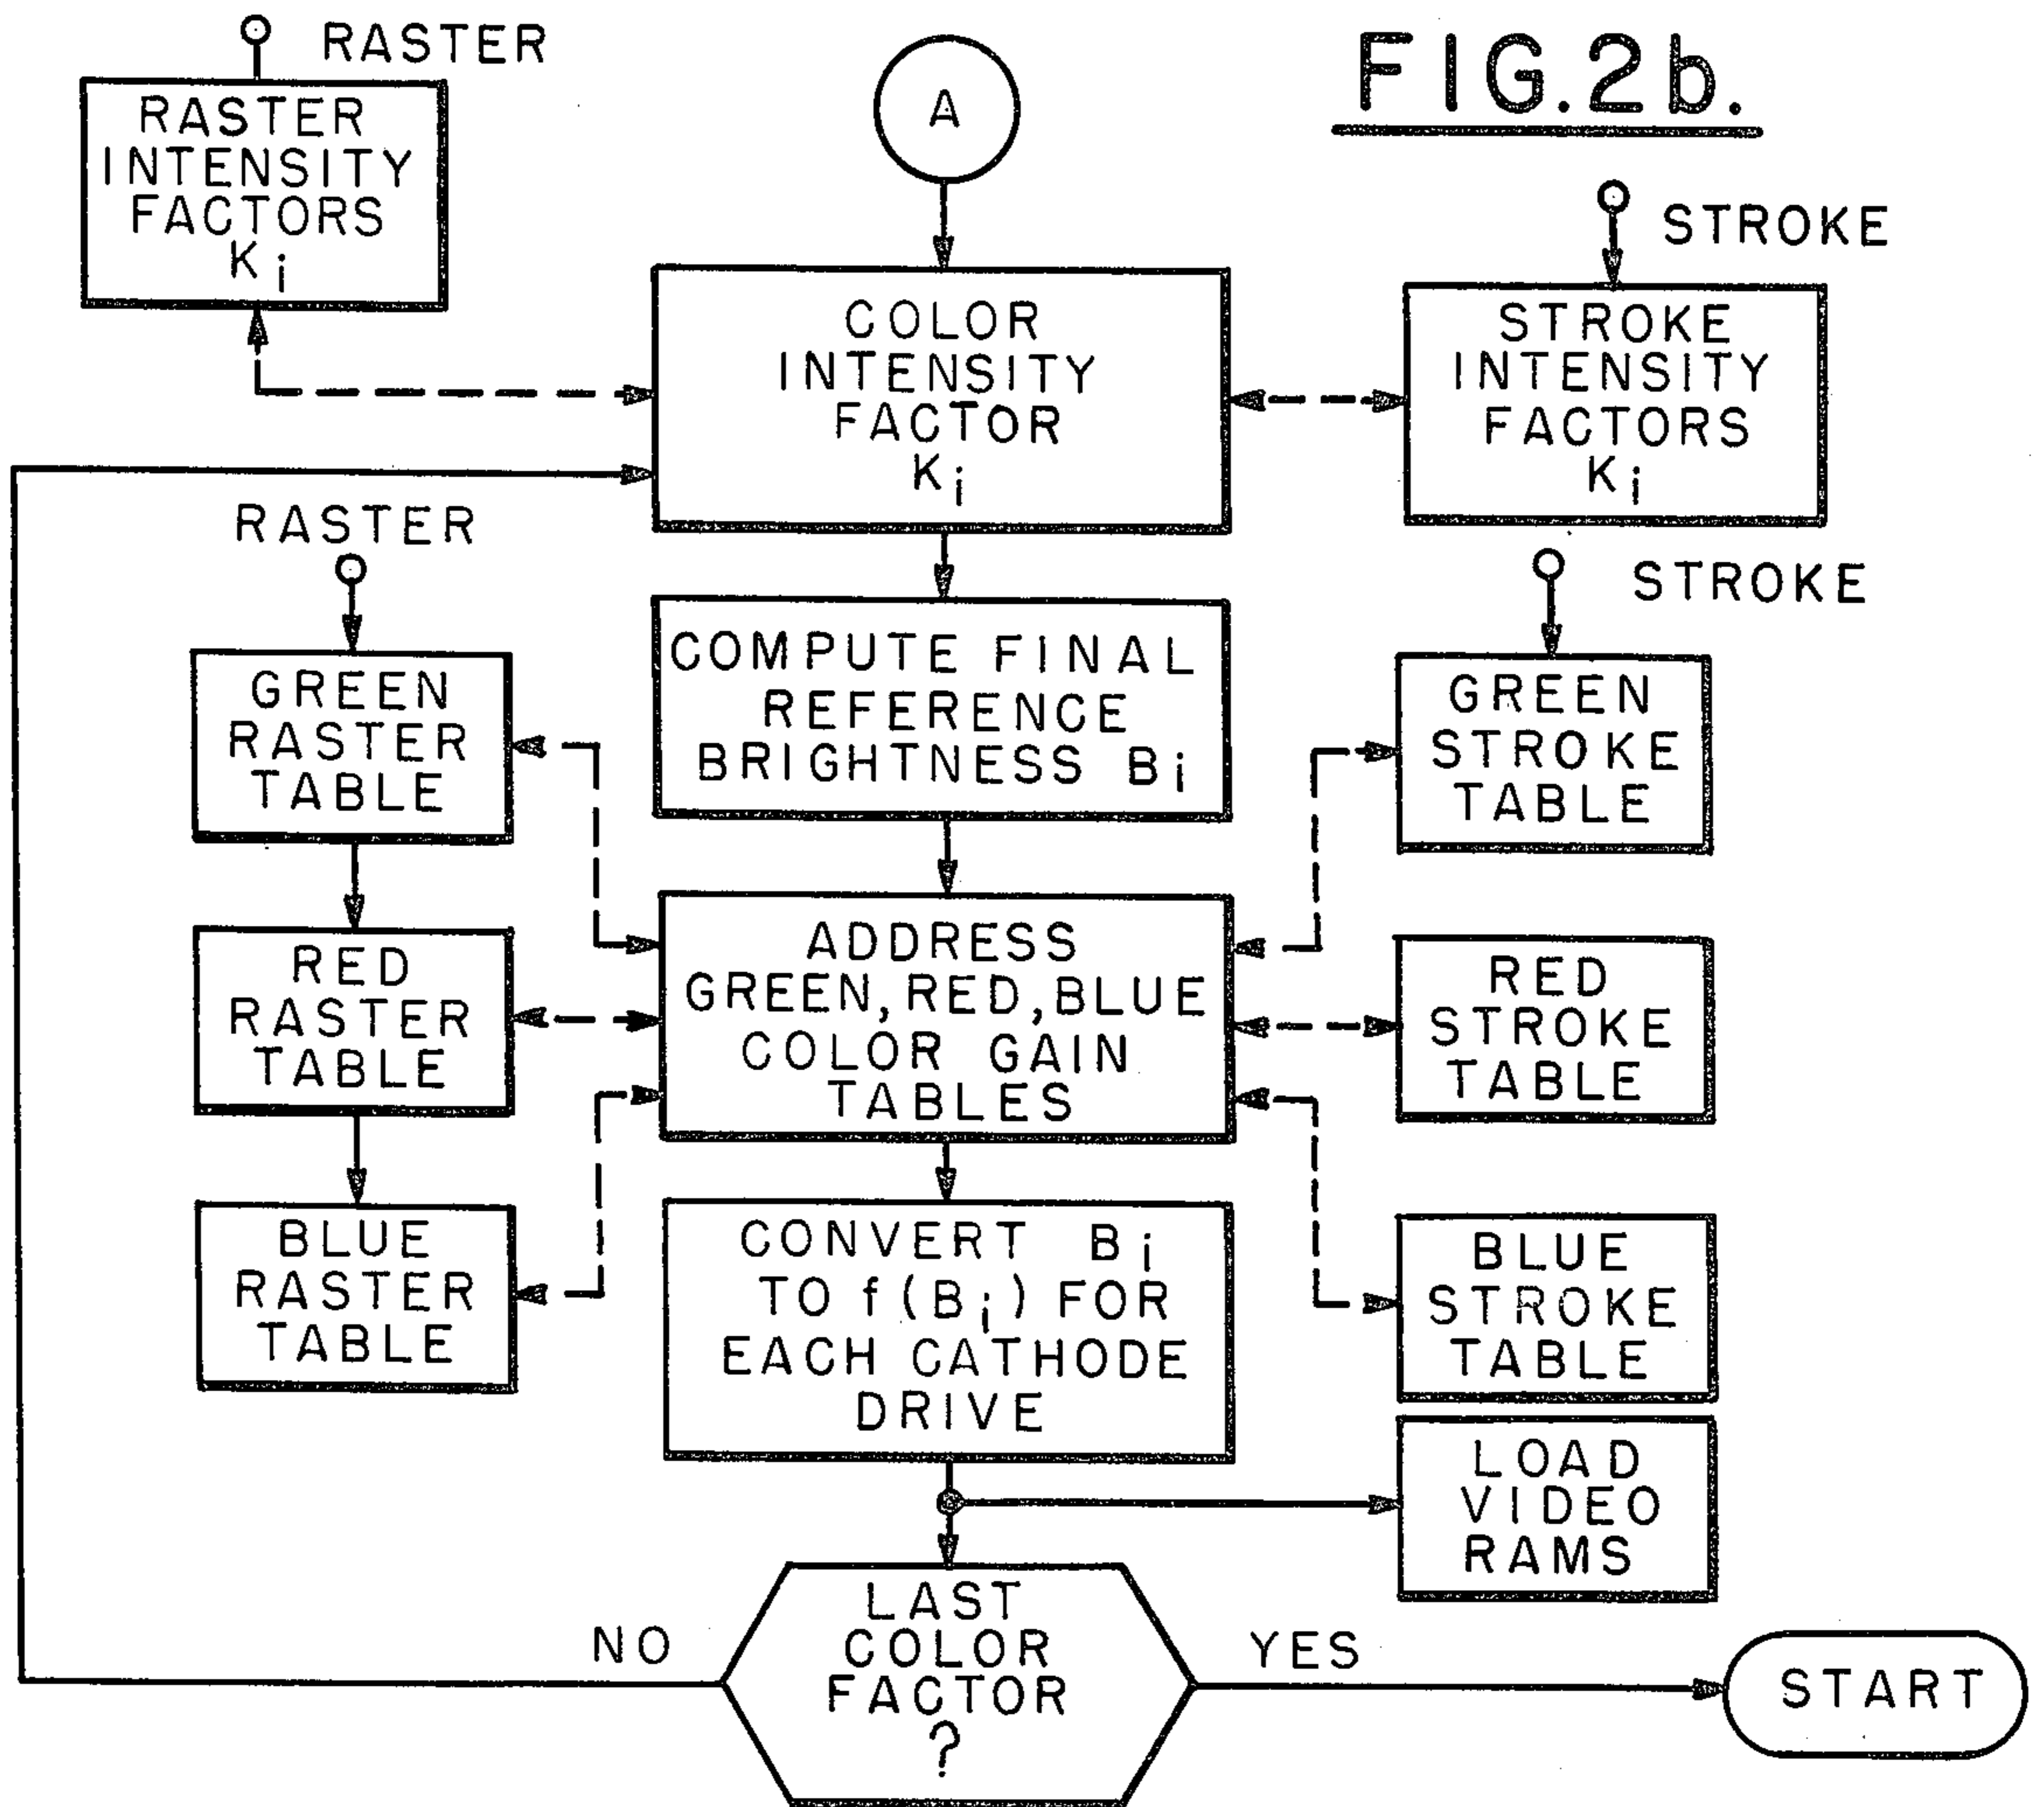 RASTER
FIG.2b.
A
RASTER
INTENSITY
FACTORS
Ki
STROKE
COLOR
INTENSITY
FACTOR
Ki
STROKE
INTENSITY
FACTORS
Ki
RASTER
STROKE
COMPUTE FINAL
REFERENCE
BRIGHTNESS Bi
GREEN
RASTER
TABLE
GREEN
STROKE
TABLE
ADDRESS
GREEN, RED, BLUE
COLOR GAIN
TABLES
RED
RASTER
TABLE
RED
STROKE
TABLE
BLUE
RASTER
TABLE
CONVERT Bi
TO f(Bi) FOR
EACH CATHODE
DRIVE
BLUE
STROKE
TABLE
LOAD
VIDEO
RAMS
LAST
COLOR
FACTOR
?
NO
YES
START